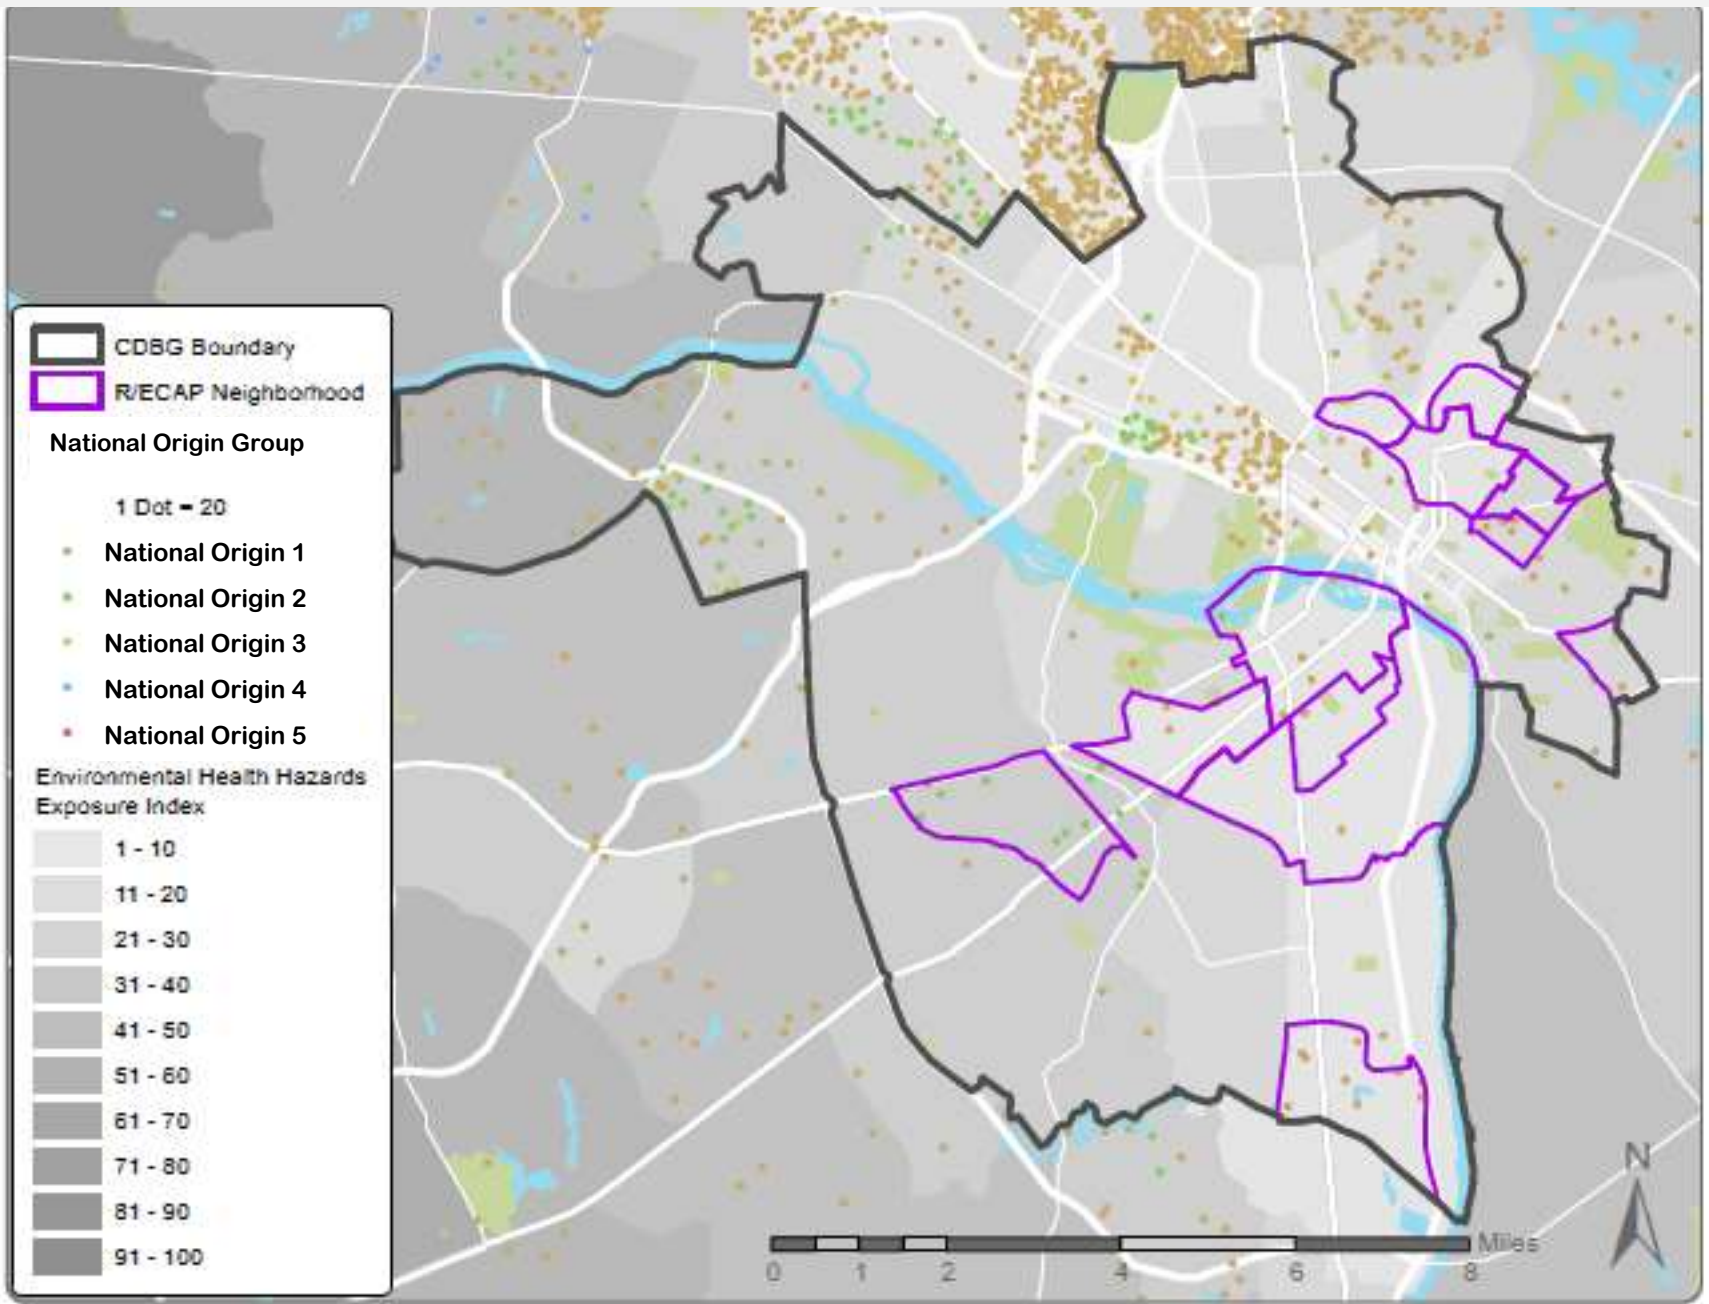 CDBG Boundary
R/ECAP Neighborhood
National Origin Group
1 Dot = 20
National Origin 1
National Origin 2
National Origin 3
National Origin 4
National Origin 5
Environmental Health Hazards
Exposure Index
1 - 10
11 - 20
21 - 30
31 - 40
41 - 50
51 - 60
61 - 70
71 - 80
81 - 90
91 - 100
N
Miles
0 1 2 4 6 8